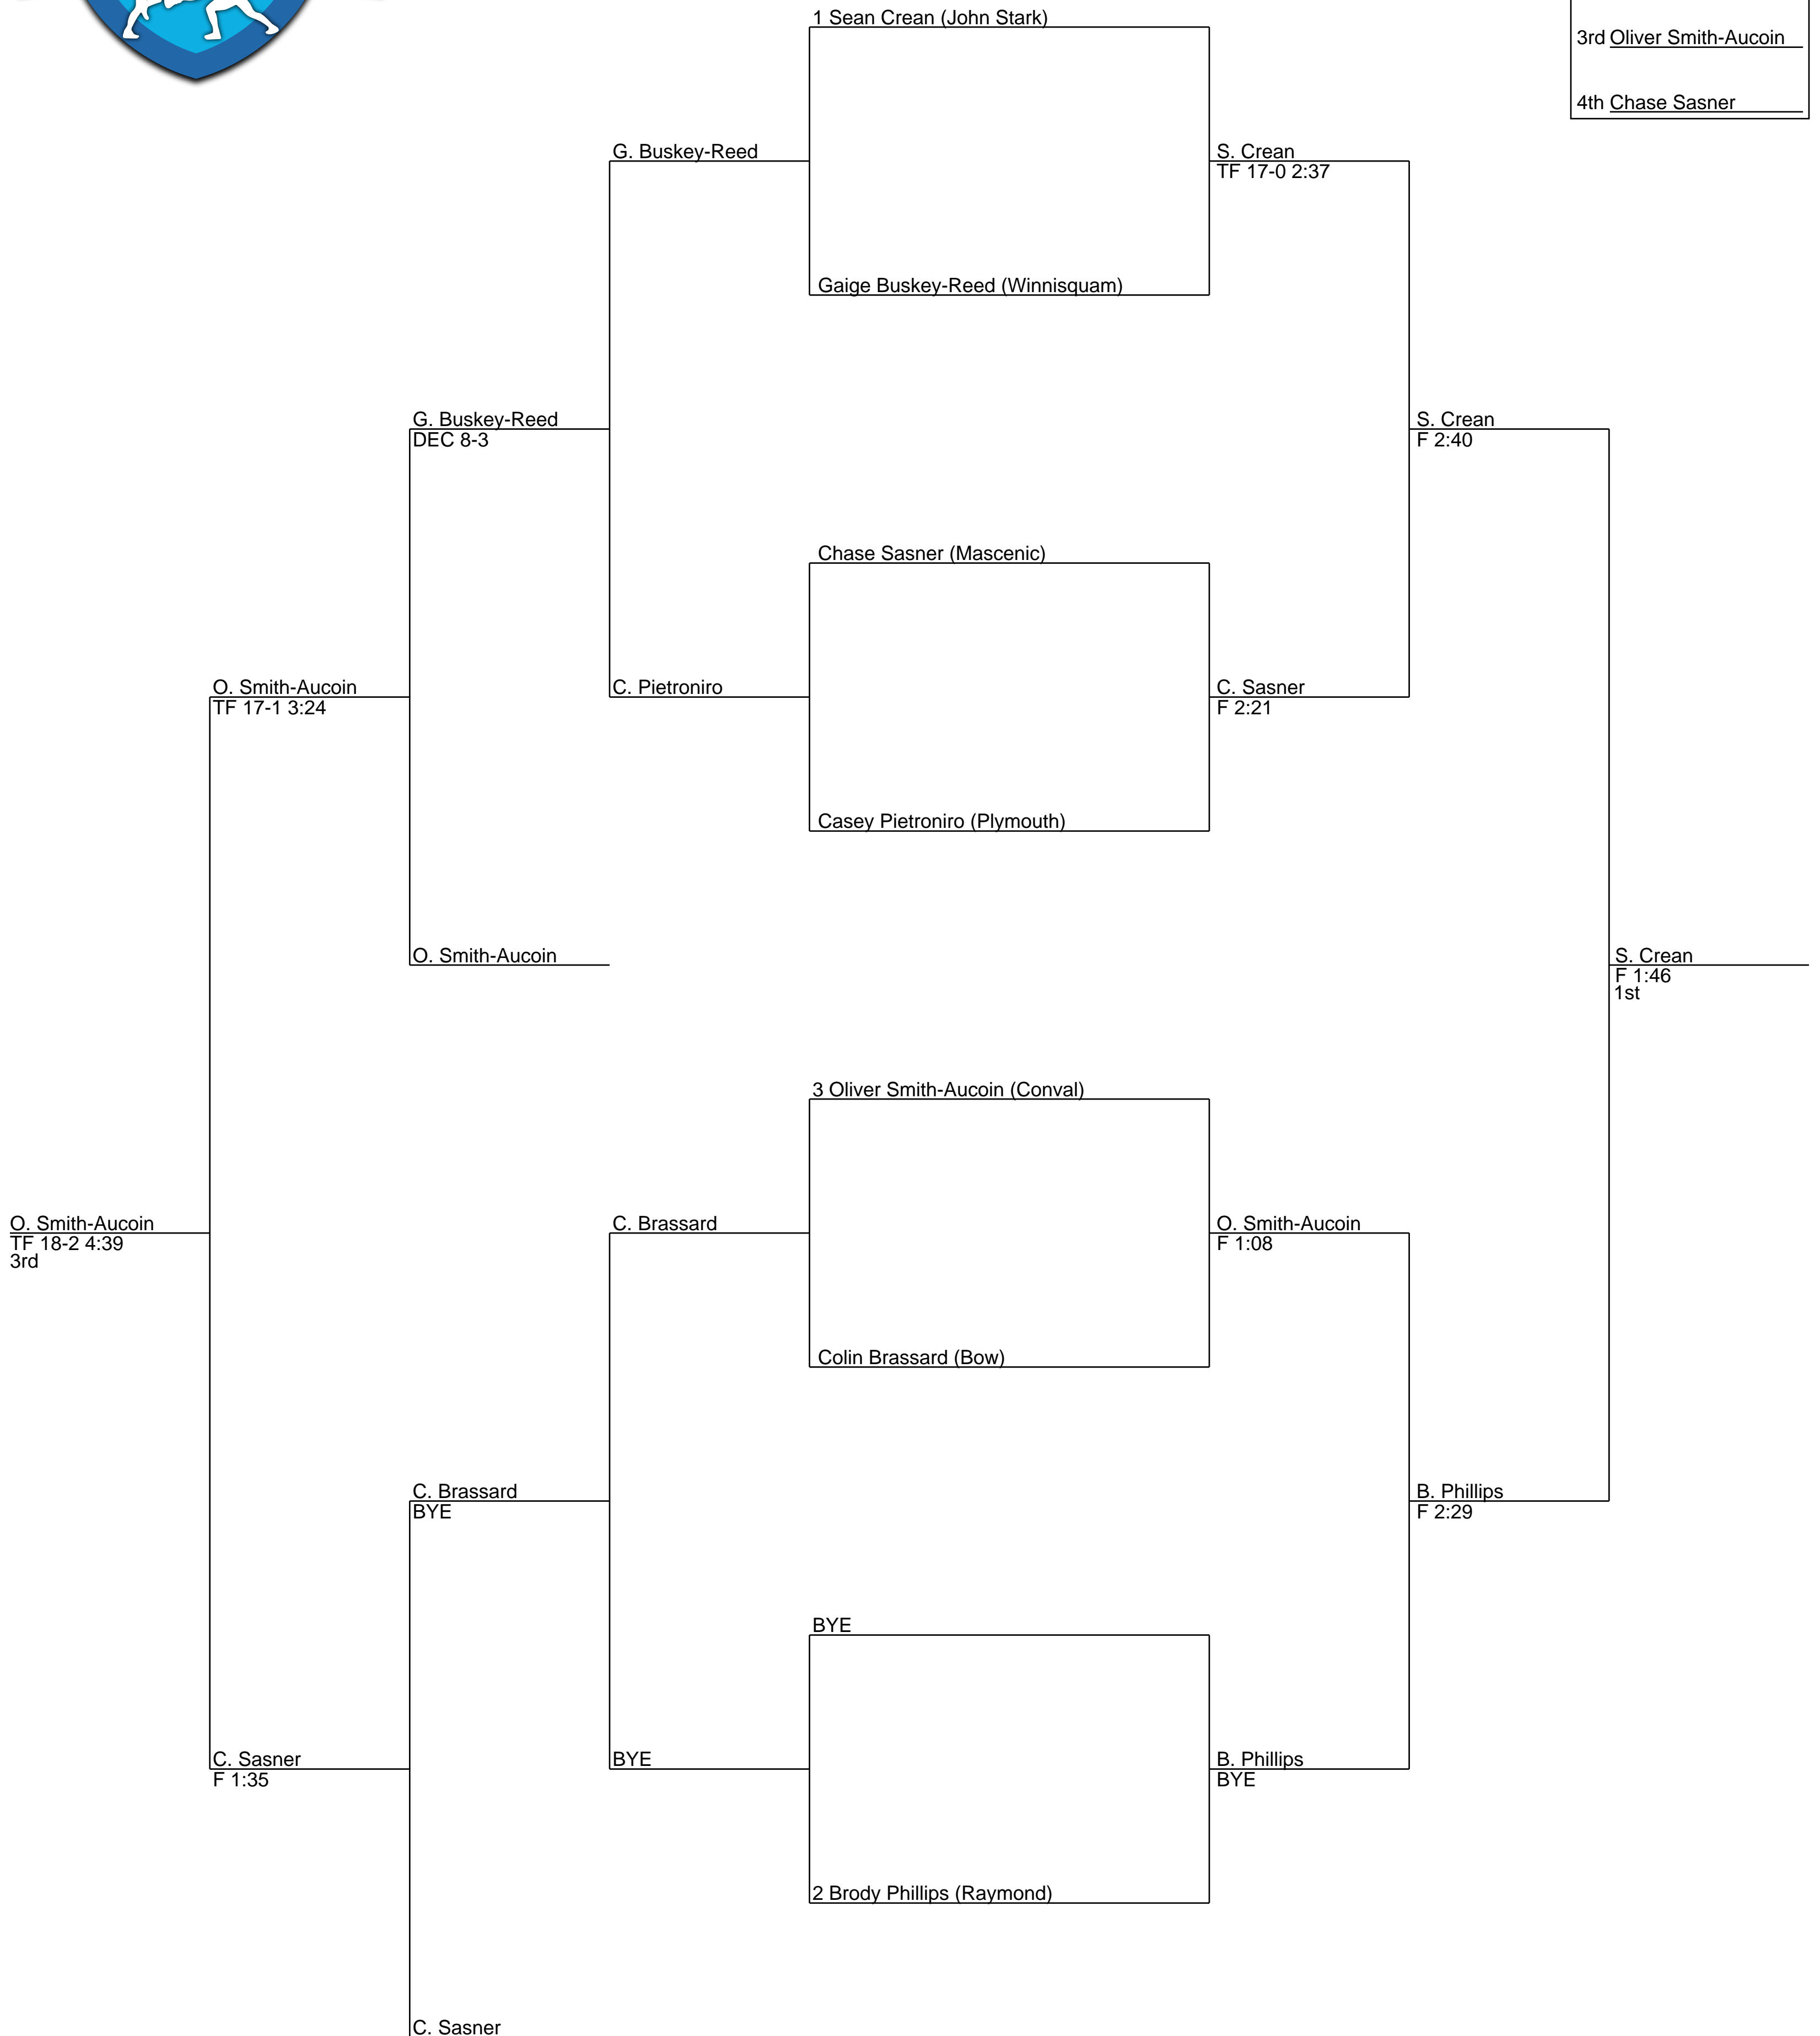 1 Sean Crean (John Stark)
3rd Oliver Smith-Aucoin
4th Chase Sasner
G. Buskey-Reed
S. Crean
TF 17-0 2:37
Gaige Buskey-Reed (Winnisquam)
G. Buskey-Reed
DEC 8-3
S. Crean
F 2:40
Chase Sasner (Mascenic)
O. Smith-Aucoin
TF 17-1 3:24
C. Pietroniro
C. Sasner
F 2:21
Casey Pietroniro (Plymouth)
O. Smith-Aucoin
S. Crean
F 1:46
1st
3 Oliver Smith-Aucoin (Conval)
O. Smith-Aucoin
TF 18-2 4:39
3rd
C. Brassard
O. Smith-Aucoin
F 1:08
Colin Brassard (Bow)
C. Brassard
BYE
B. Phillips
F 2:29
BYE
C. Sasner
F 1:35
BYE
B. Phillips
BYE
2 Brody Phillips (Raymond)
C. Sasner